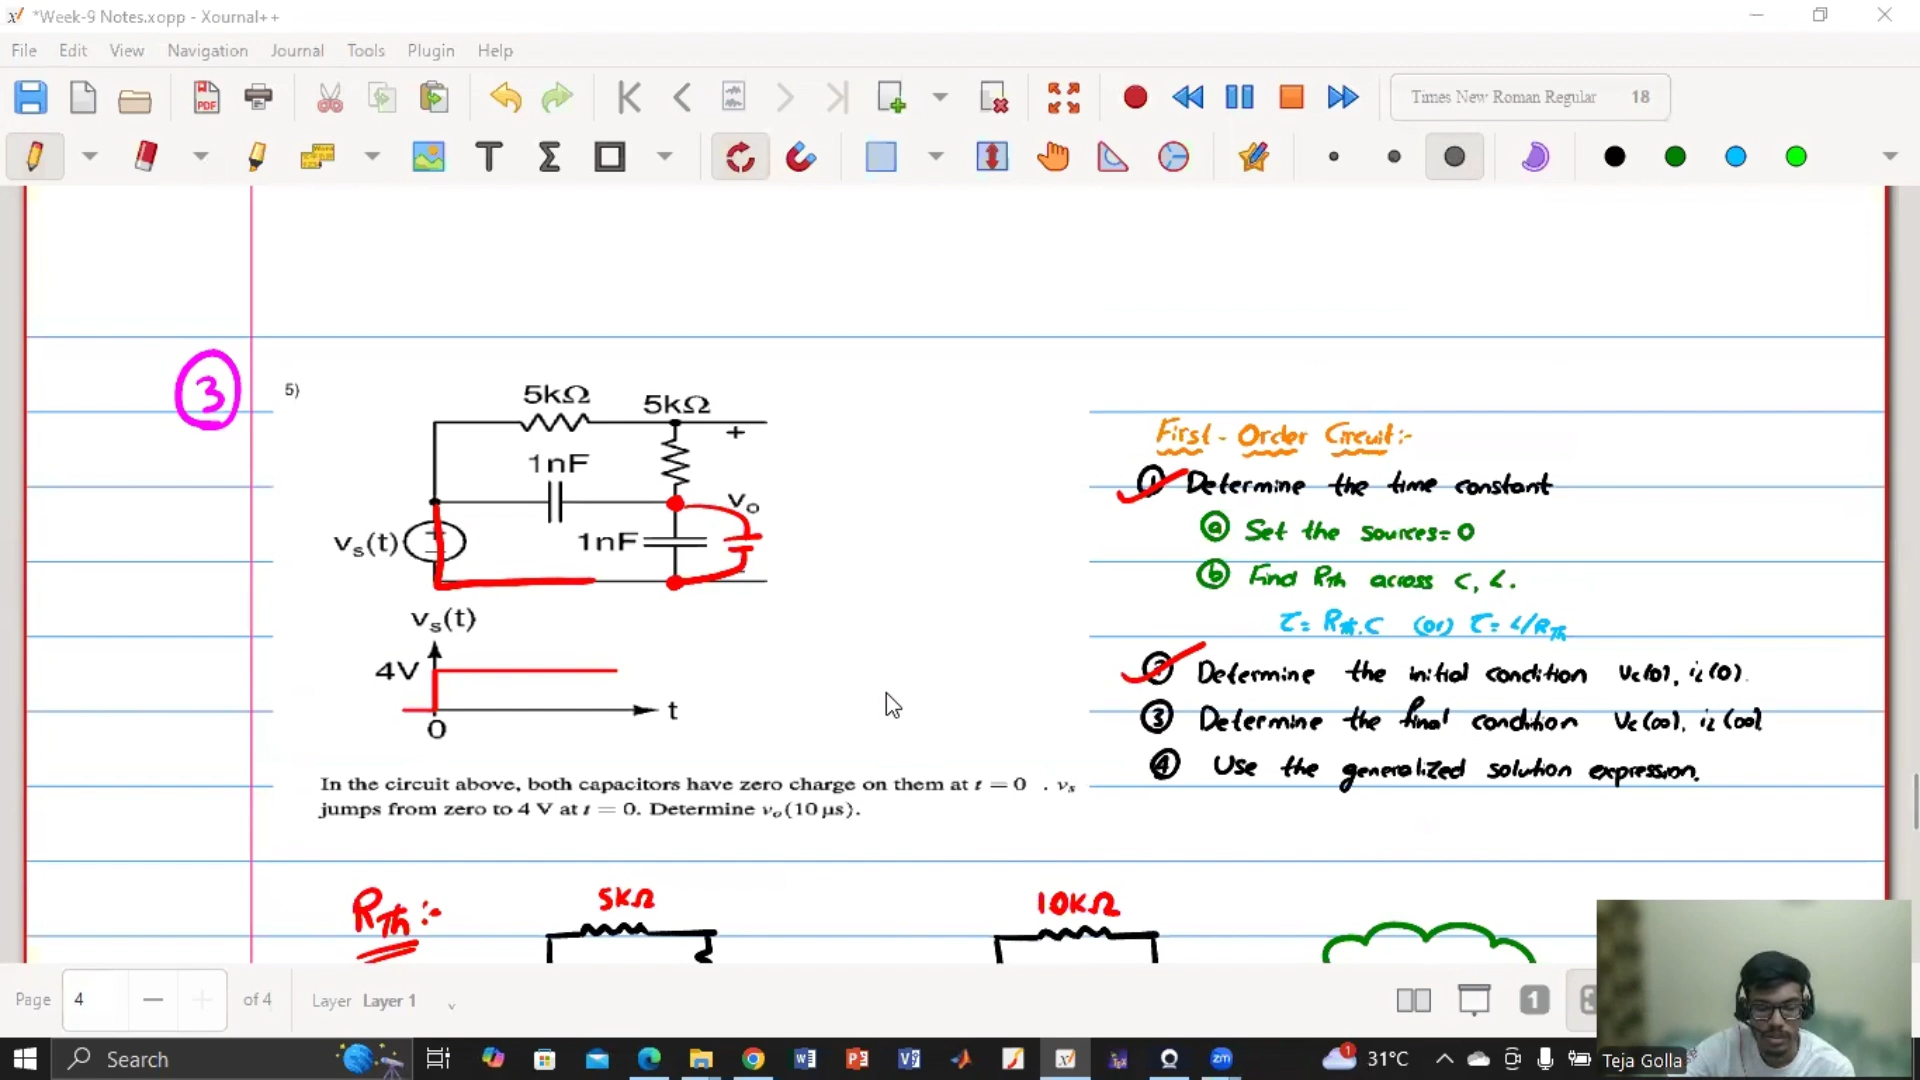 *Week-9 Notes.xopp - Xournal++
File Edit View Navigation Journal Tools Plugin Help
PDF
Times New Roman Regular 18
3
5)
5kΩ
5kΩ
+
1nF
vo
1nF
vs(t)
+
−
vs(t)
4V
0
t
In the circuit above, both capacitors have zero charge on them at t = 0 . vs
jumps from zero to 4 V at t = 0. Determine vo(10 µs).
First - Order Circuit:-
① Determine the time constant
ⓐ Set the sources = 0
ⓑ Find RTh across C, L.
τ = RTh.C (or) τ = L/RTh
② Determine the initial condition Vc(0), iL(0).
③ Determine the final condition Vc(∞), iL(∞)
④ Use the generalized solution expression.
RTh :-
5KΩ
10KΩ
Page 4 of 4 Layer Layer 1
1
Search
31°C
Teja Golla